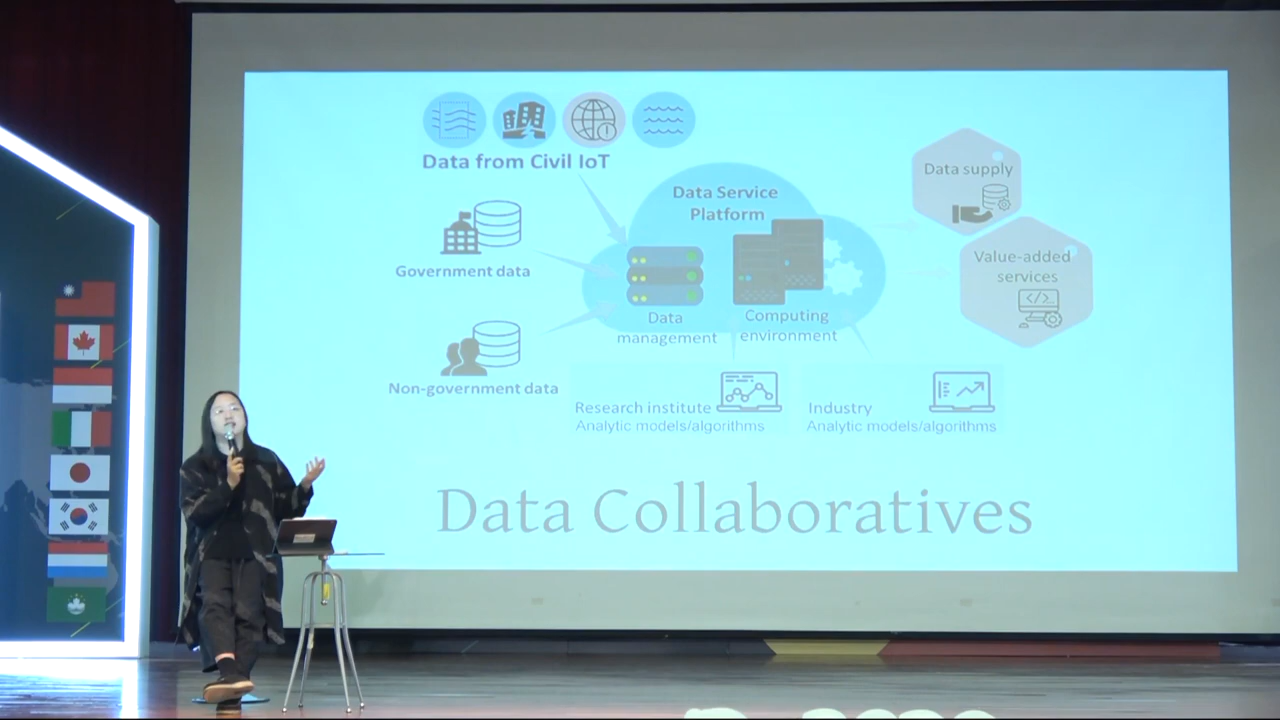 Data from Civil IoT
Data Service
Platform
Data supply
Government data
Value-added
services
Data
management
Computing
environment
Non-government data
Research institute
Analytic models/algorithms
Industry
Analytic models/algorithms
Data Collaboratives